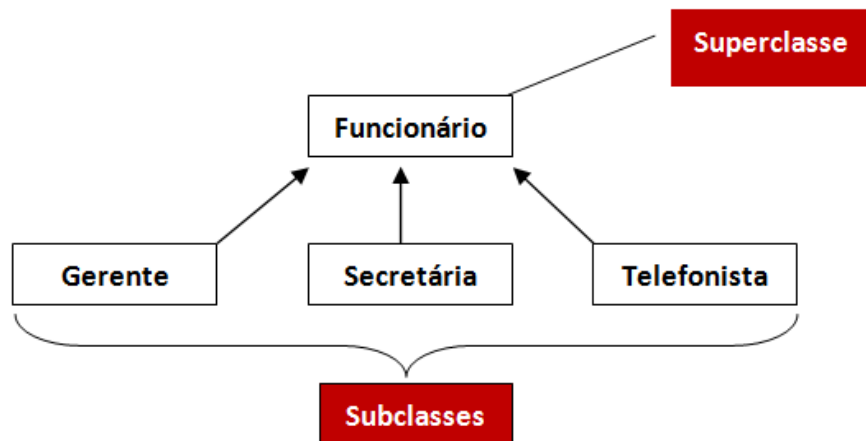 Superclasse
Funcionário
Gerente
Secretária
Telefonista
Subclasses